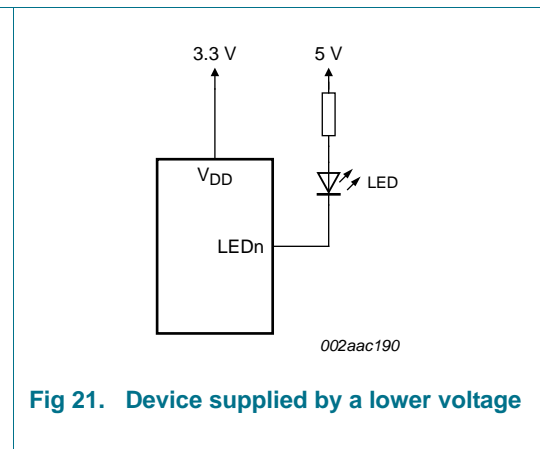 3.3 V 5 V
VDD
LED
LEDn
002aac190
Fig 21. Device supplied by a lower voltage